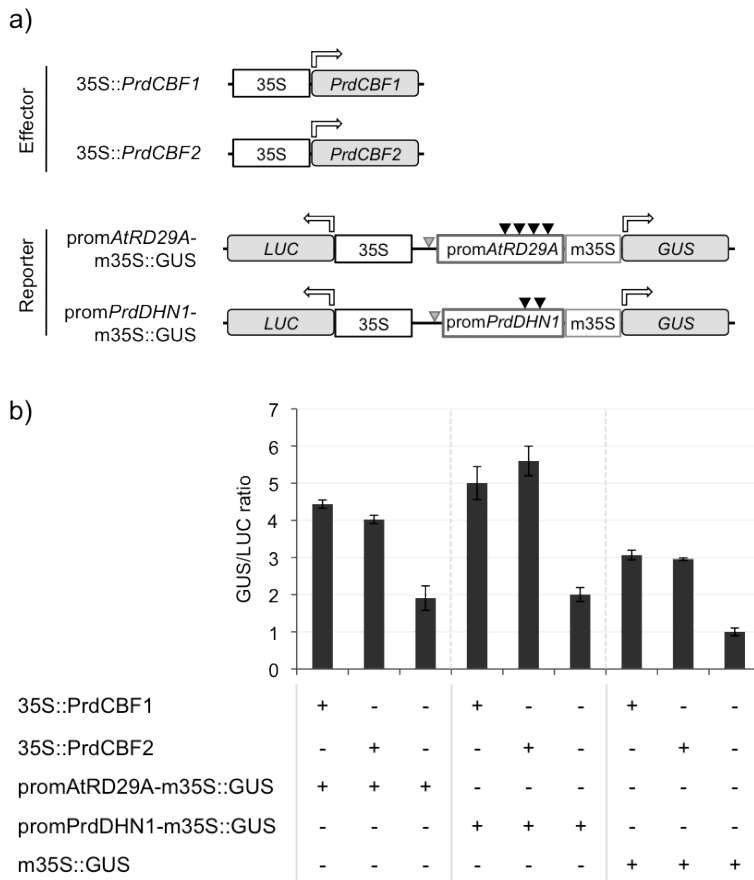 a)
Effector
35S::PrdCBF1
35S
PrdCBF1
35S::PrdCBF2
35S
PrdCBF2
Reporter
promAtRD29A-
m35S::GUS
LUC
35S
promAtRD29A
m35S
GUS
promPrdDHN1-
m35S::GUS
LUC
35S
promPrdDHN1
m35S
GUS
b)
GUS/LUC ratio
7
6
5
4
3
2
1
0
35S::PrdCBF1 + - - + - - + - -
35S::PrdCBF2 - + - - + - - + -
promAtRD29A-m35S::GUS + + + - - - - - -
promPrdDHN1-m35S::GUS - - - + + + - - -
m35S::GUS - - - - - - + + +